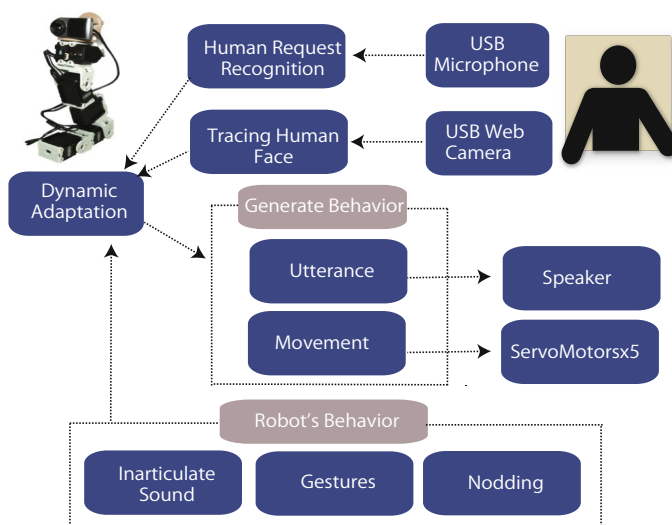 Human Request
Recognition
USB
Microphone
Tracing Human
Face
USB Web
Camera
Dynamic
Adaptation
Generate Behavior
Utterance
Speaker
Movement
ServoMotorsx5
Robot's Behavior
Inarticulate
Sound
Gestures
Nodding